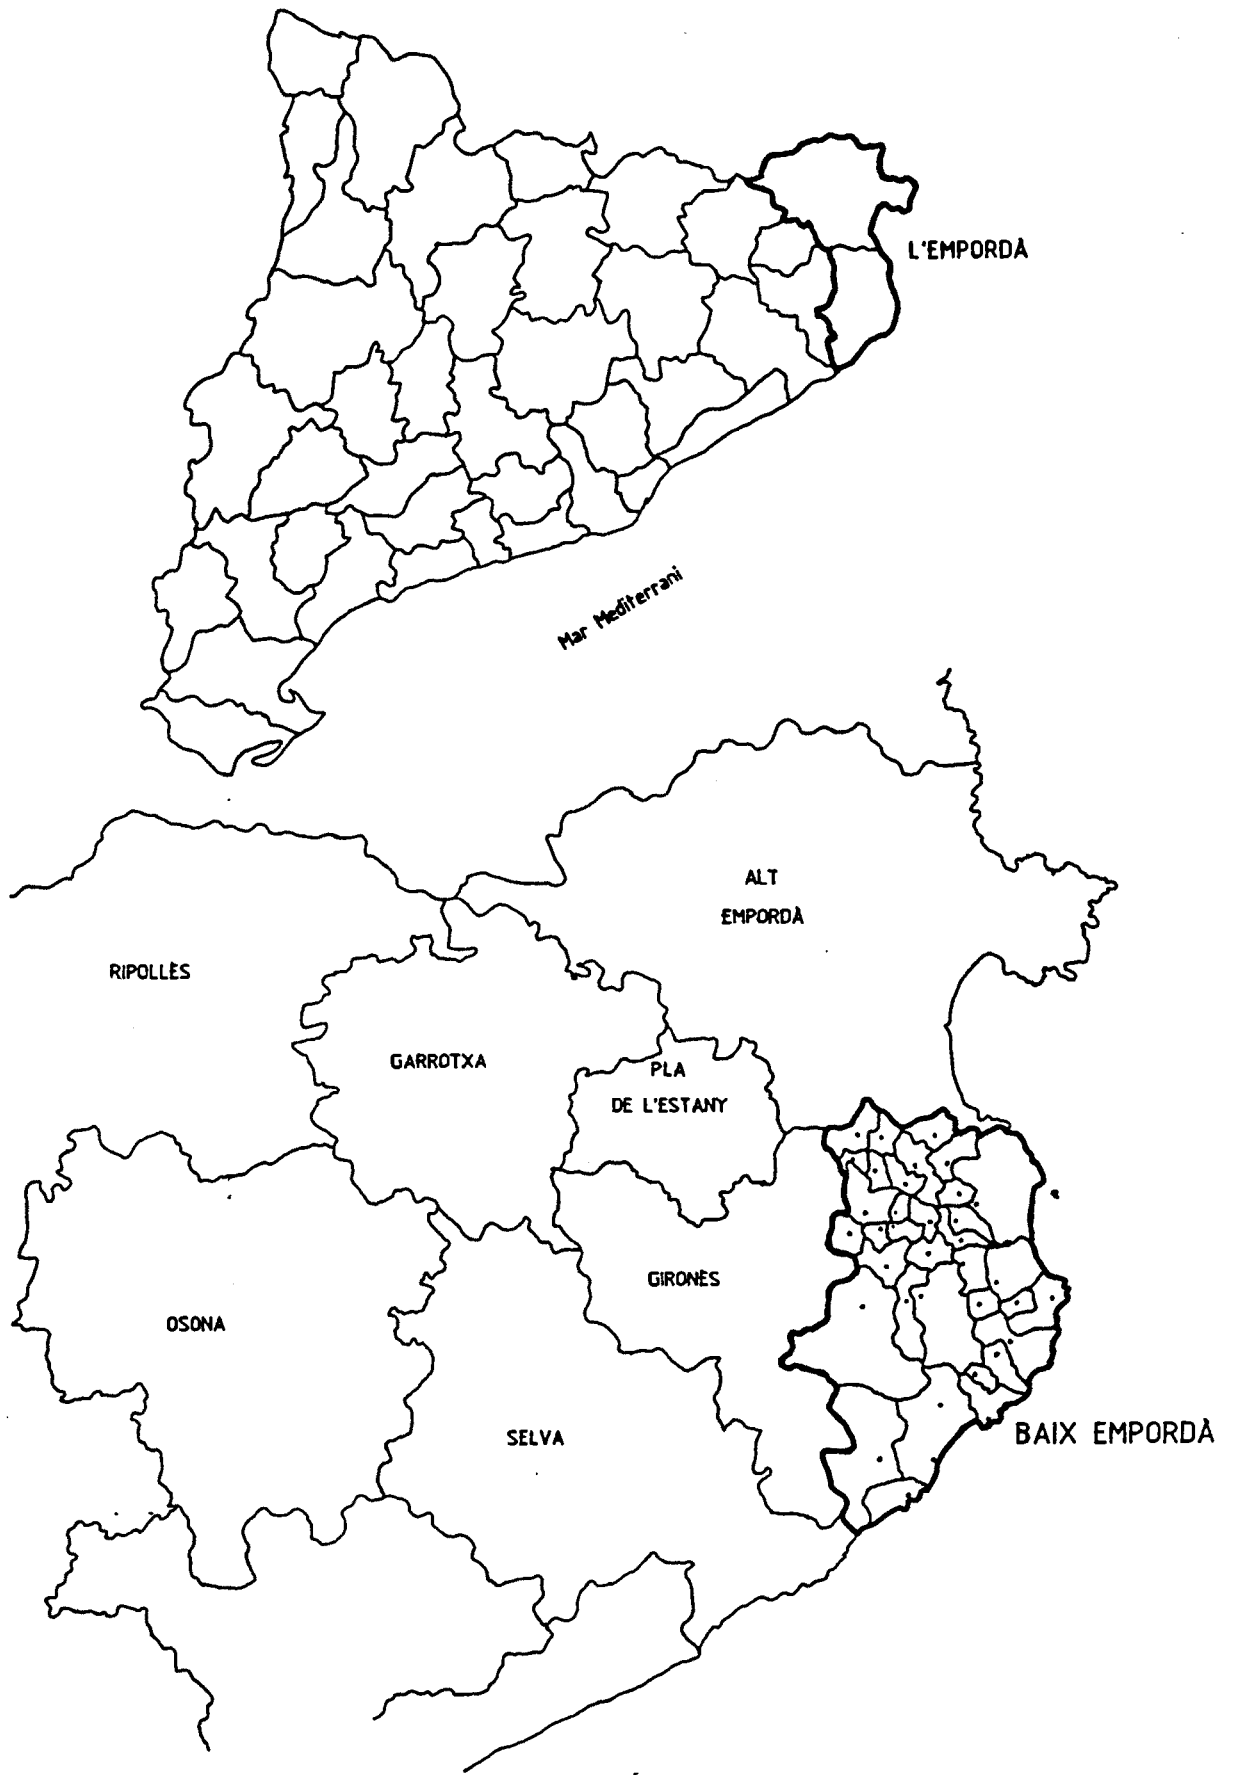 L'EMPORDÀ
Mar Mediterrani
ALT
EMPORDÀ
RIPOLLÈS
GARROTXA
PLA
DE L'ESTANY
GIRONÈS
OSONA
SELVA
BAIX EMPORDÀ